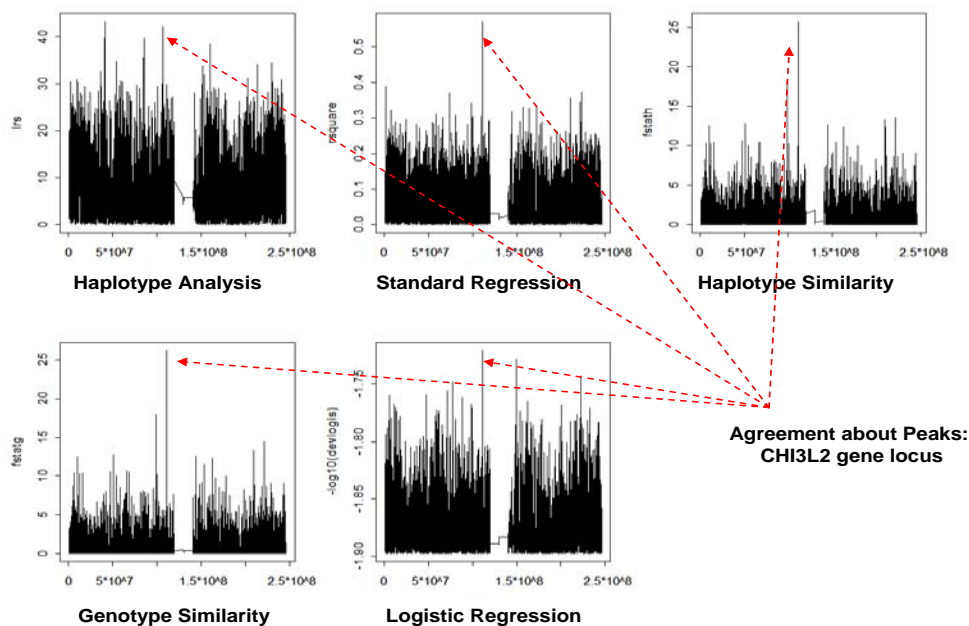 lrs
40
30
20
10
0
0 5*10^7 1.5*10^8 2.5*10^8
Haplotype Analysis
rsquare
0.5
0.4
0.3
0.2
0.1
0.0
0 5*10^7 1.5*10^8 2.5*10^8
Standard Regression
fstath
25
20
15
10
5
0
0 5*10^7 1.5*10^8 2.5*10^8
Haplotype Similarity
fstatg
25
20
15
10
5
0
0 5*10^7 1.5*10^8 2.5*10^8
Genotype Similarity
-log10(devlogis)
-1.75
-1.80
-1.85
-1.90
0 5*10^7 1.5*10^8 2.5*10^8
Logistic Regression
Agreement about Peaks:
CHI3L2 gene locus